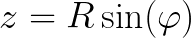 z = R sin(φ)